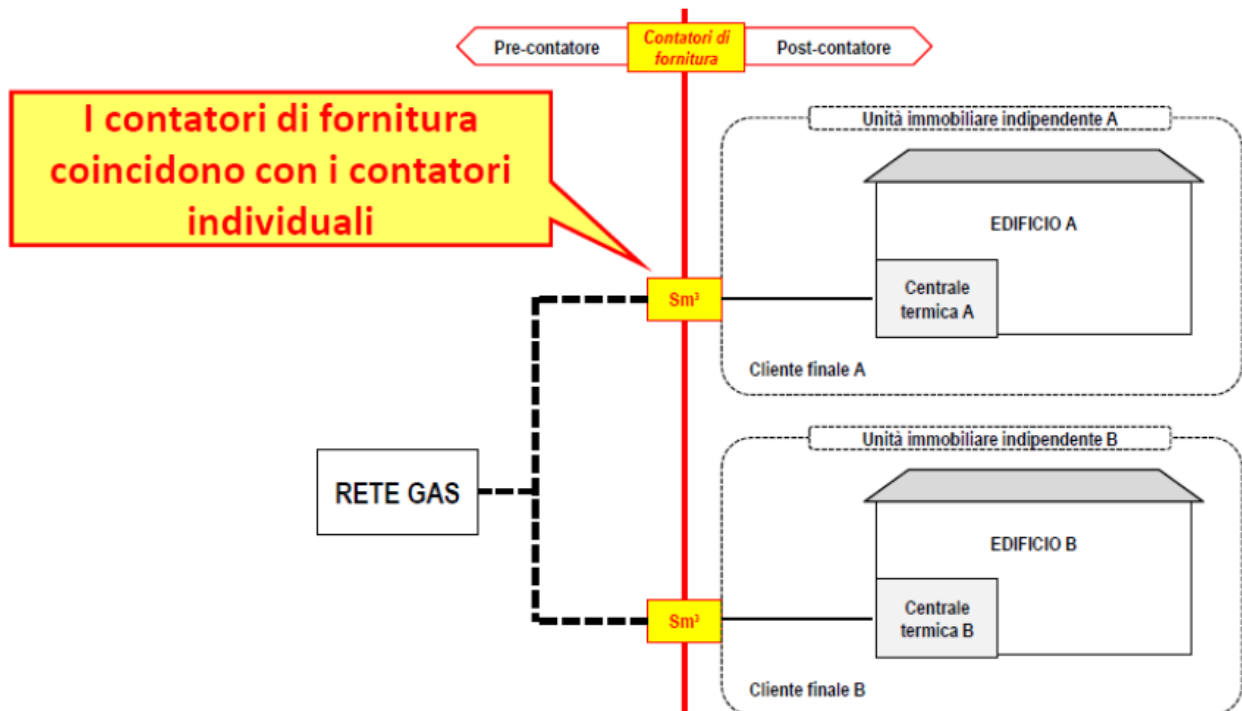 Pre-contatore
Contatori di
fornitura
Post-contatore
I contatori di fornitura
coincidono con i contatori
individuali
Unità immobiliare indipendente A
EDIFICIO A
Sm³
Centrale
termica A
Cliente finale A
Unità immobiliare indipendente B
RETE GAS
EDIFICIO B
Sm³
Centrale
termica B
Cliente finale B